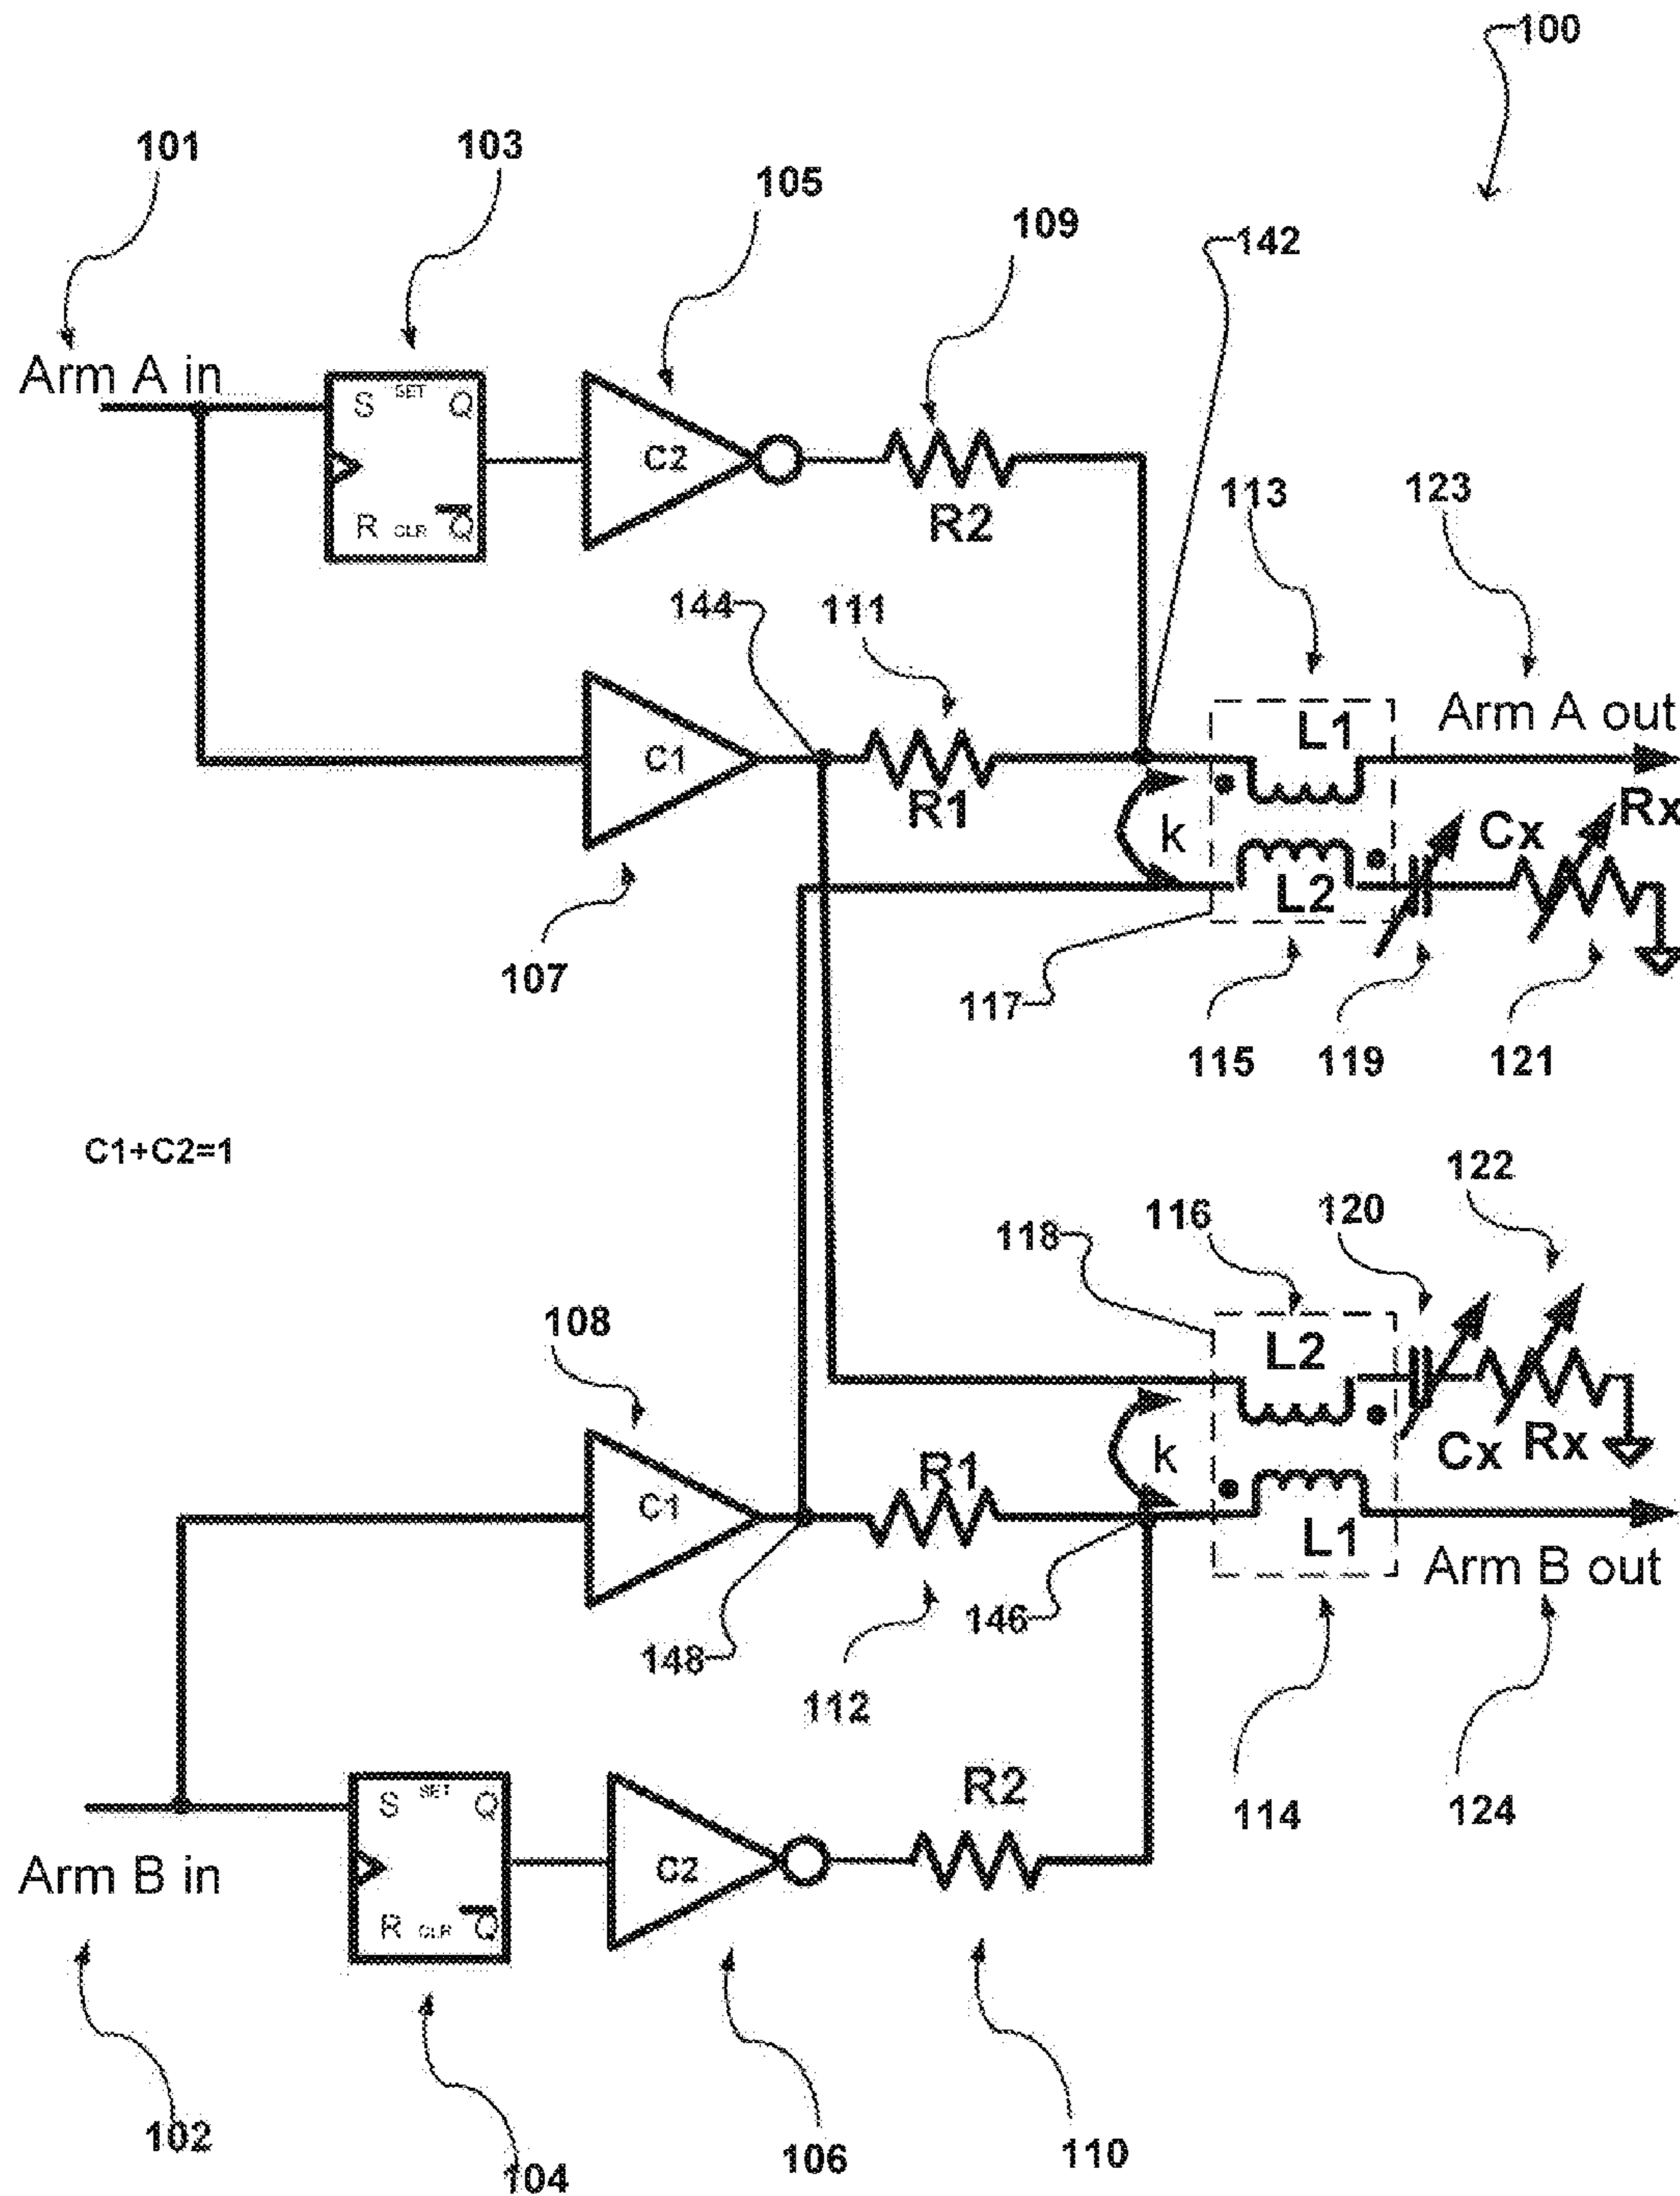 100
101
103
105
109
142
Arm A in
S SET Q
C2
R CLR Q
R2
113
123
144
111
L1
Arm A out
C1
R1
k
Cx
Rx
L2
107
117
115
119
121
C1+C2=1
122
116
120
118
108
L2
R1
k
Cx
Rx
C1
L1
Arm B out
148
146
112
R2
114
124
S SET Q
Arm B in
C2
R CLR Q
102
104
106
110